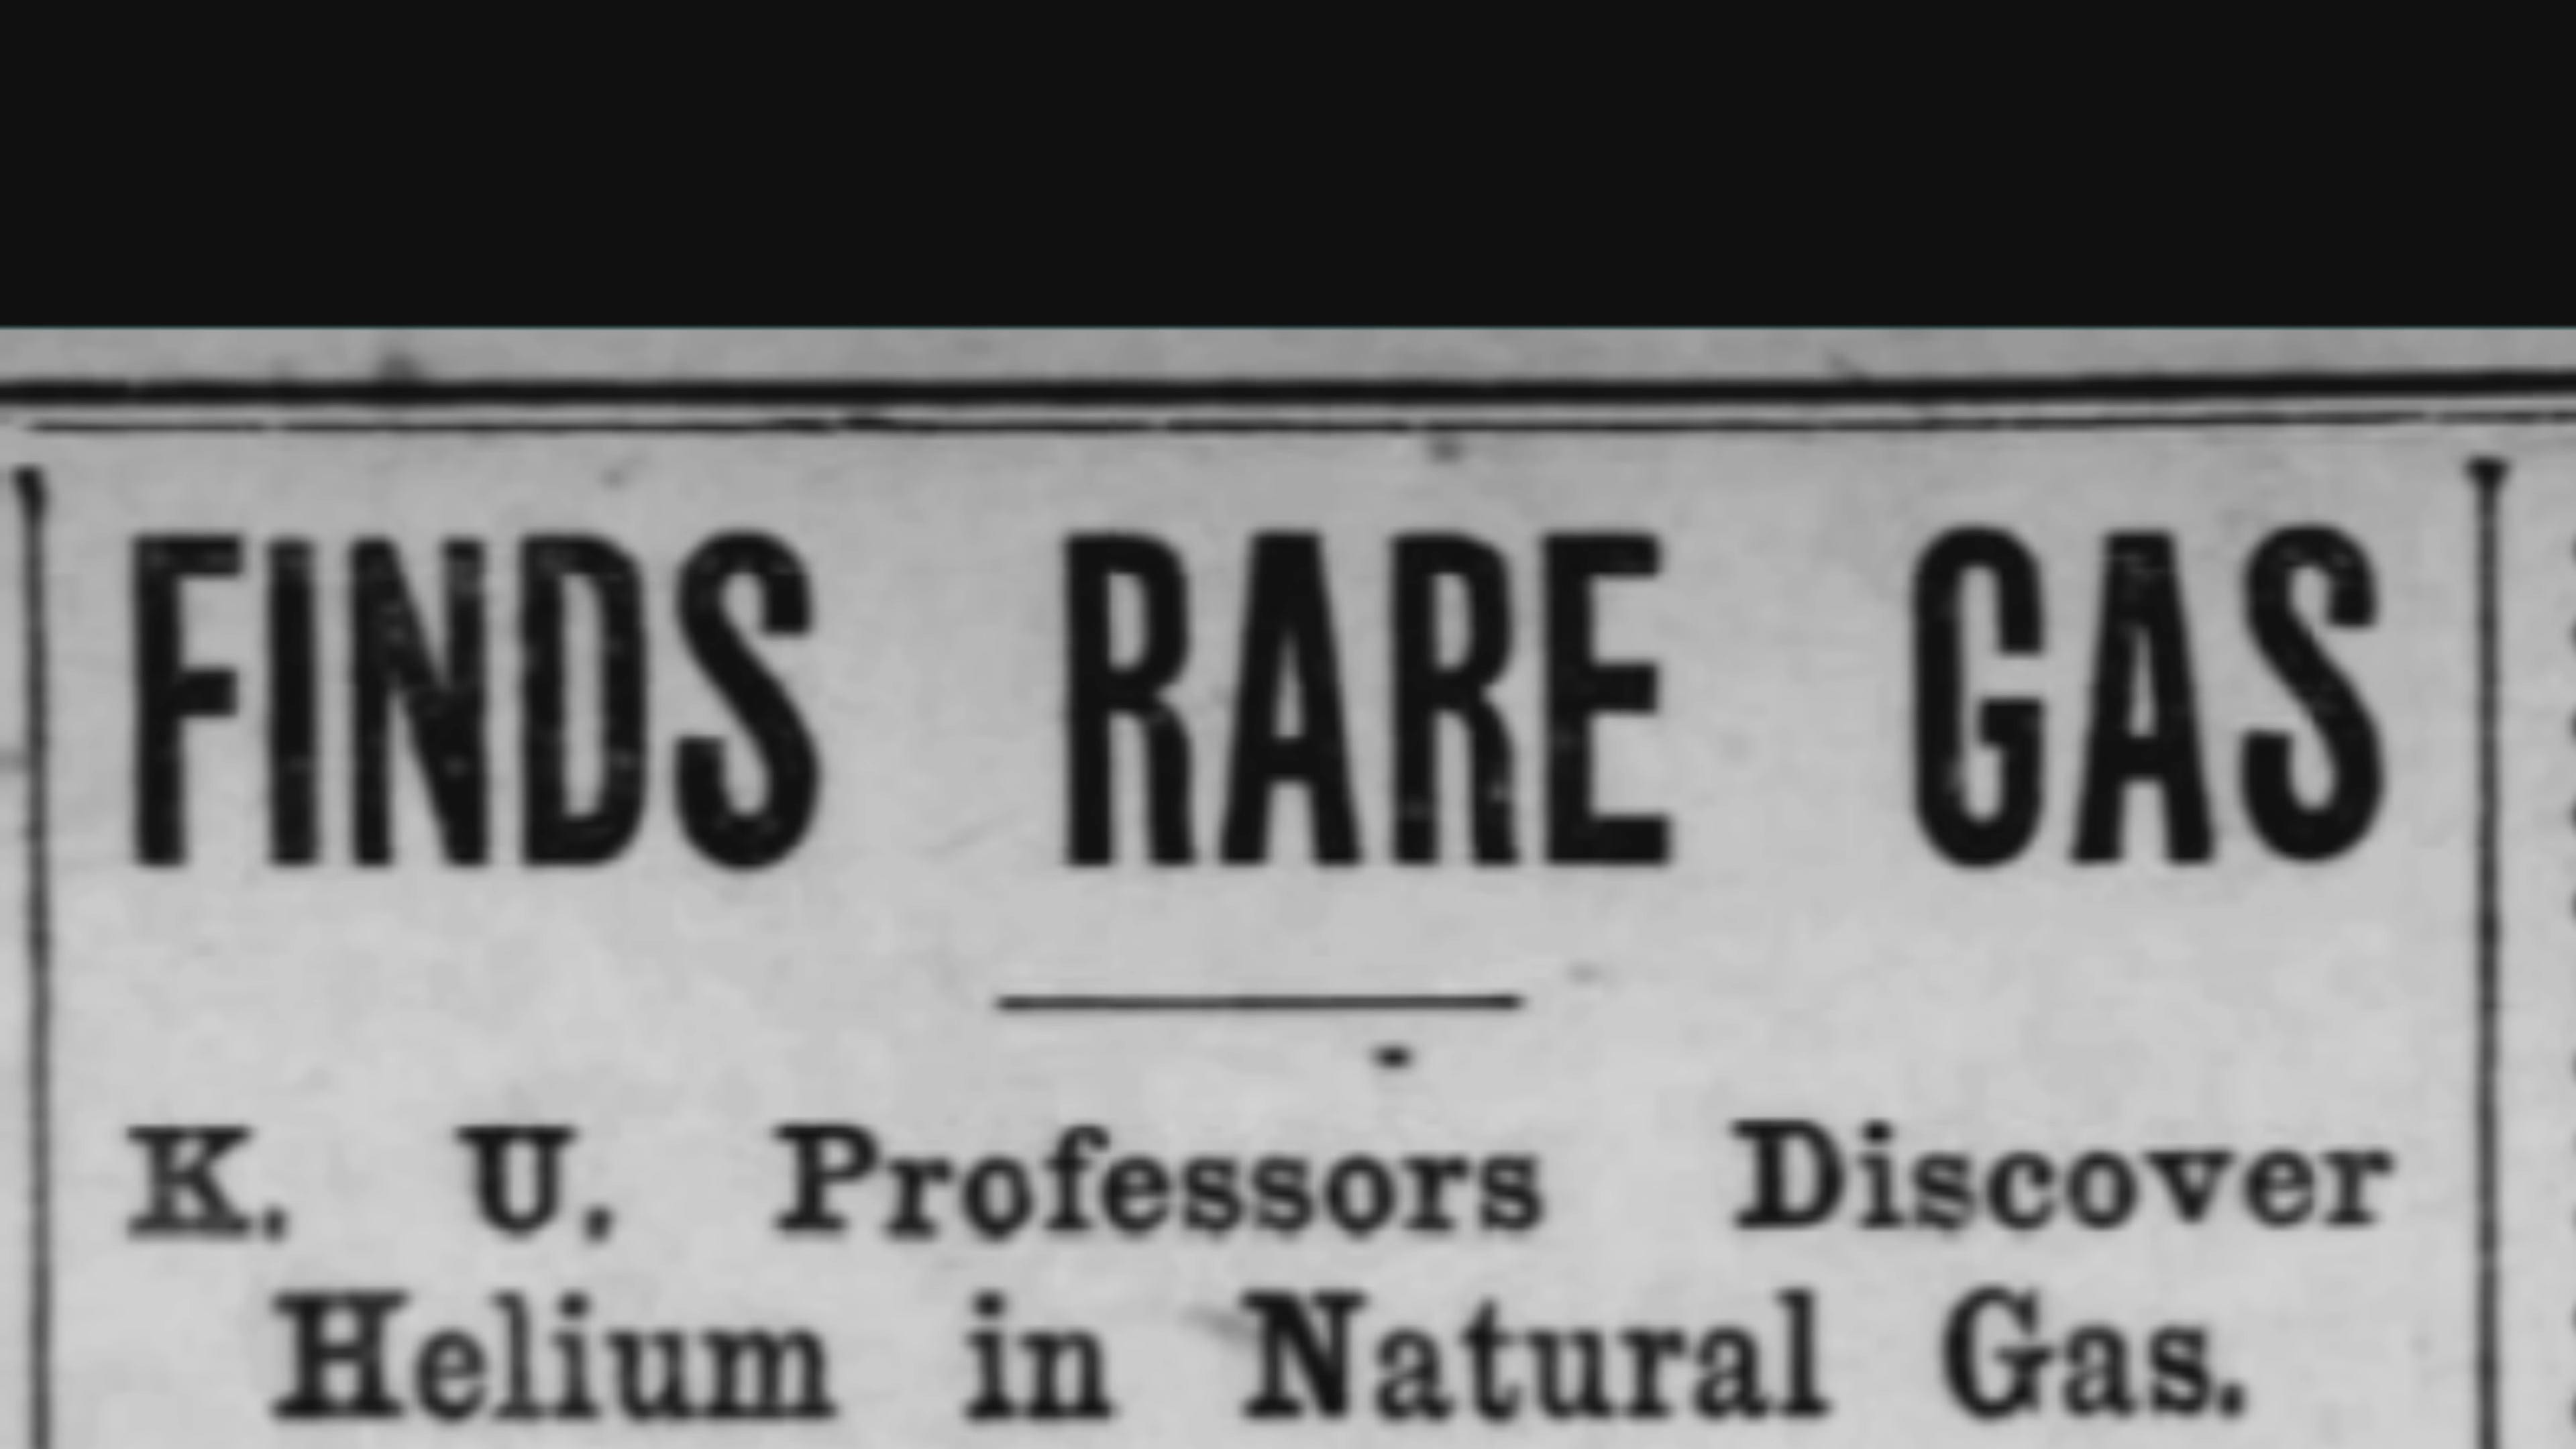 FINDS RARE GAS
K. U. Professors Discover
Helium in Natural Gas.